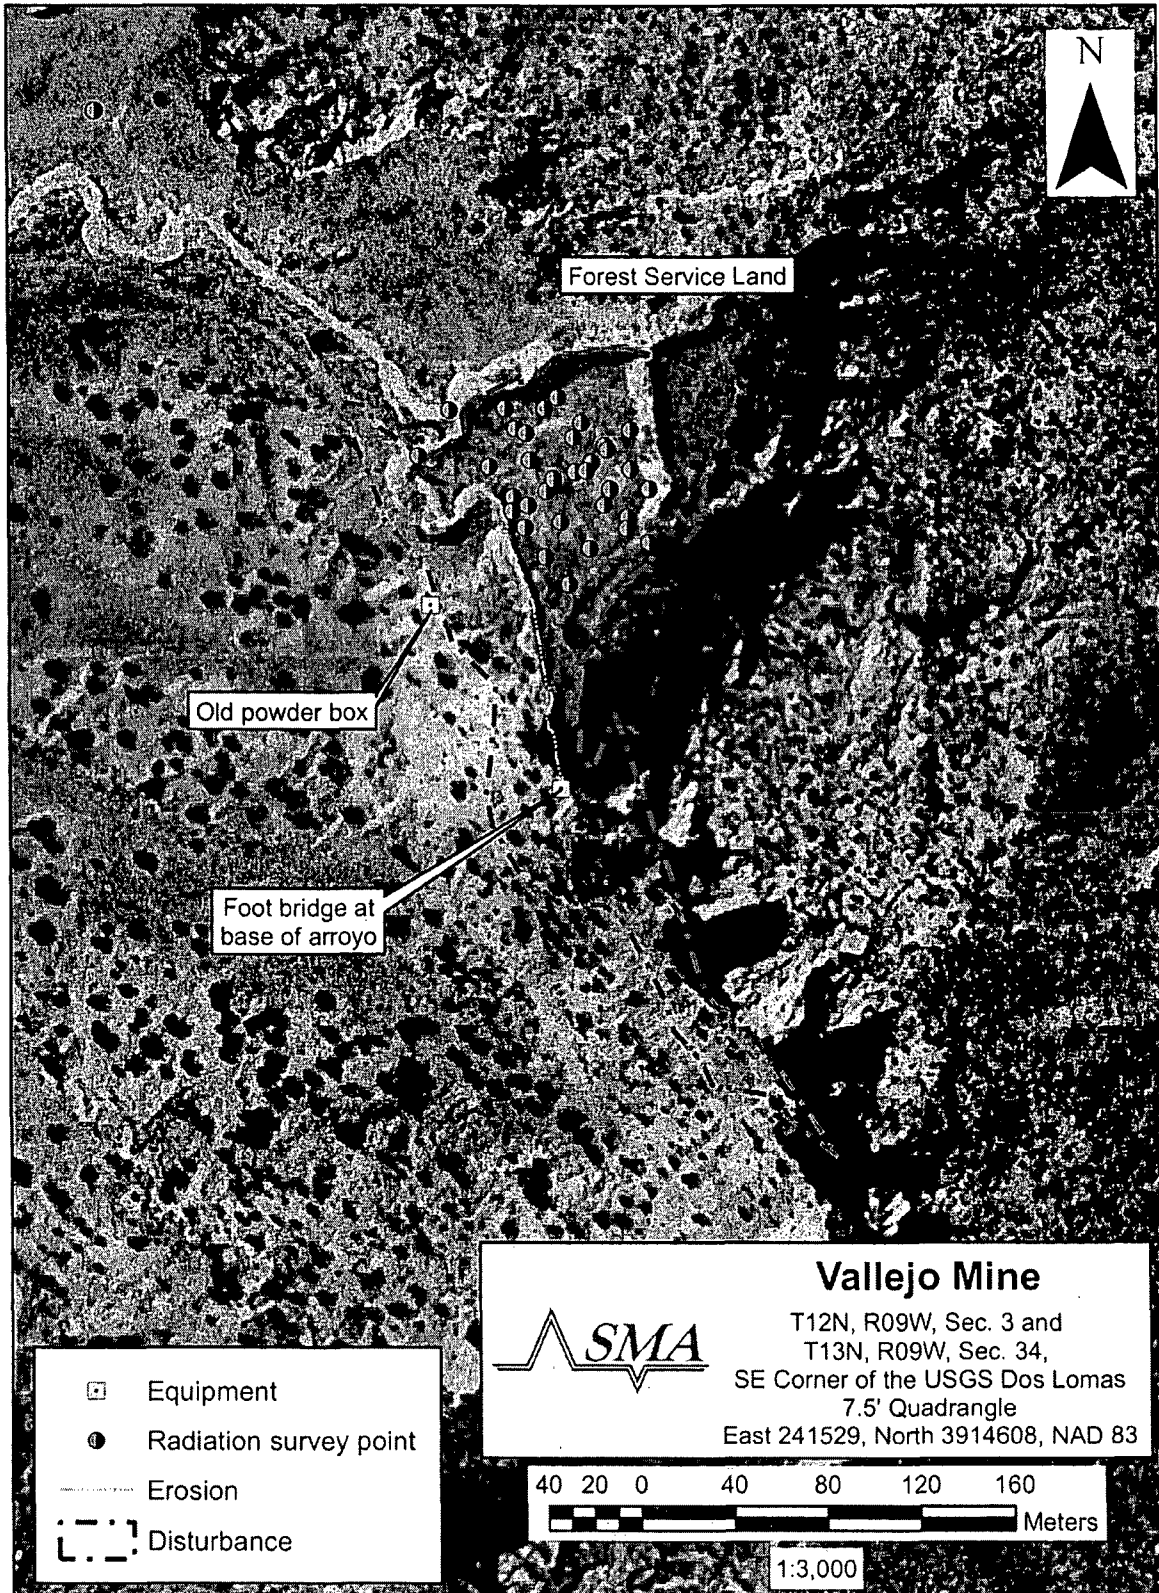 N
Forest Service Land
Old powder box
Foot bridge at
base of arroyo
Vallejo Mine
SMA
T12N, R09W, Sec. 3 and
T13N, R09W, Sec. 34,
SE Corner of the USGS Dos Lomas
7.5' Quadrangle
East 241529, North 3914608, NAD 83
Equipment
Radiation survey point
Erosion
Disturbance
40 20 0 40 80 120 160
Meters
1:3,000